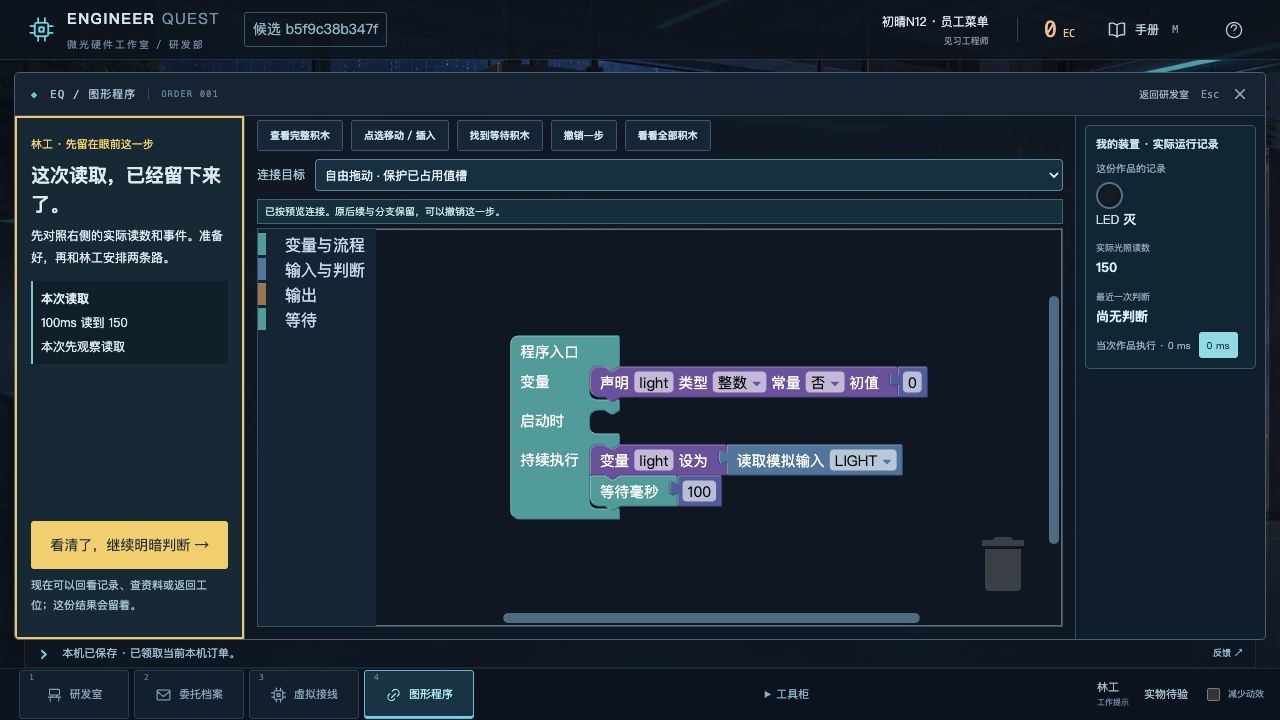 ENGINEER QUEST
微光硬件工作室 / 研发部
候选 b5f9c38b347f
初晴N12 · 员工菜单
见习工程师
0 EC
手册 M
EQ / 图形程序
ORDER 001
返回研发室 Esc
林工 · 先留在眼前这一步
这次读取，已经留下来
了。
先对照右侧的实际读数和事件。准备
好，再和林工安排两条路。
本次读取
100ms 读到 150
本次先观察读取
看清了，继续明暗判断 →
现在可以回看记录、查资料或返回工
位；这份结果会留着。
查看完整积木
点选移动 / 插入
找到等待积木
撤销一步
看看全部积木
连接目标
自由拖动 · 保护已占用值槽
已按预览连接。原后续与分支保留，可以撤销这一步。
变量与流程
输入与判断
输出
等待
程序入口
变量 声明 light 类型 整数 常量 否 初值 0
启动时
持续执行 变量 light 设为 读取模拟输入 LIGHT
等待毫秒 100
我的装置 · 实际运行记录
这份作品的记录
LED 灭
实际光照读数
150
最近一次判断
尚无判断
当次作品执行 · 0 ms
0 ms
本机已保存 · 已领取当前本机订单。
反馈 ↗
1 研发室
2 委托档案
3 虚拟接线
4 图形程序
工具柜
林工
工作提示
实物待验
减少动效